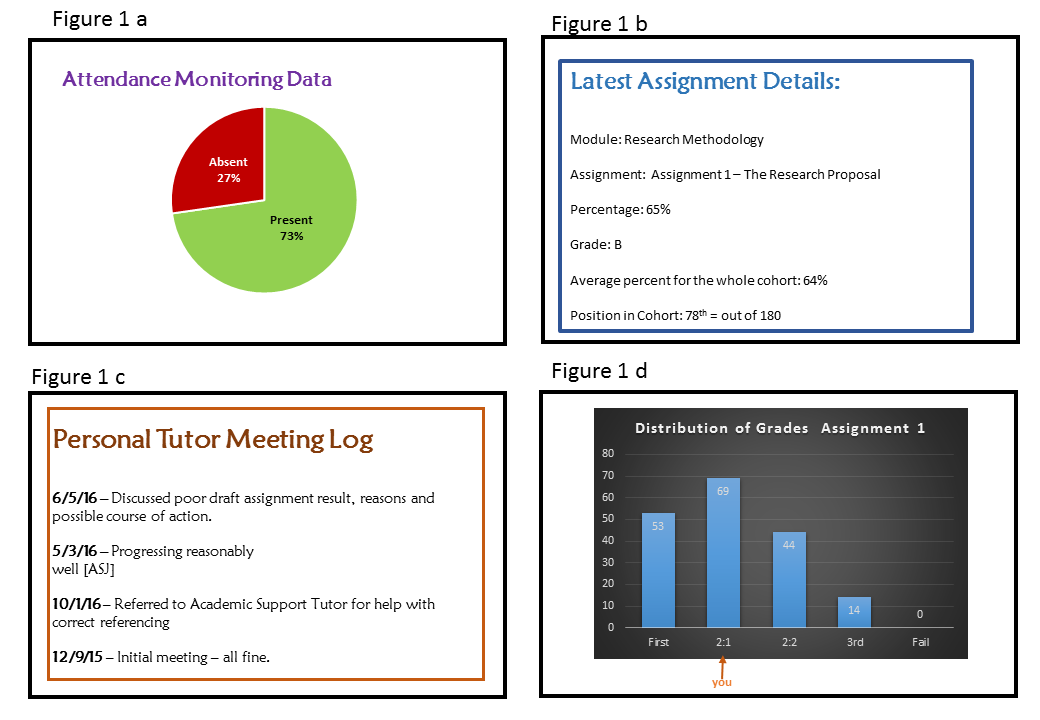 Figure 1 a
Attendance Monitoring Data
Absent
27%
Present
73%
Figure 1 b
Latest Assignment Details:
Module: Research Methodology
Assignment:  Assignment 1 – The Research Proposal
Percentage: 65%
Grade: B
Average percent for the whole cohort: 64%
Position in Cohort: 78th = out of 180
Figure 1 c
Personal Tutor Meeting Log
6/5/16 – Discussed poor draft assignment result, reasons and
possible course of action.
5/3/16 – Progressing reasonably
well [ASJ]
10/1/16 – Referred to Academic Support Tutor for help with
correct referencing
12/9/15 – Initial meeting – all fine.
Figure 1 d
Distribution of Grades  Assignment 1
80
70
60
50
40
30
20
10
0
53
69
44
14
0
First
2:1
2:2
3rd
Fail
you